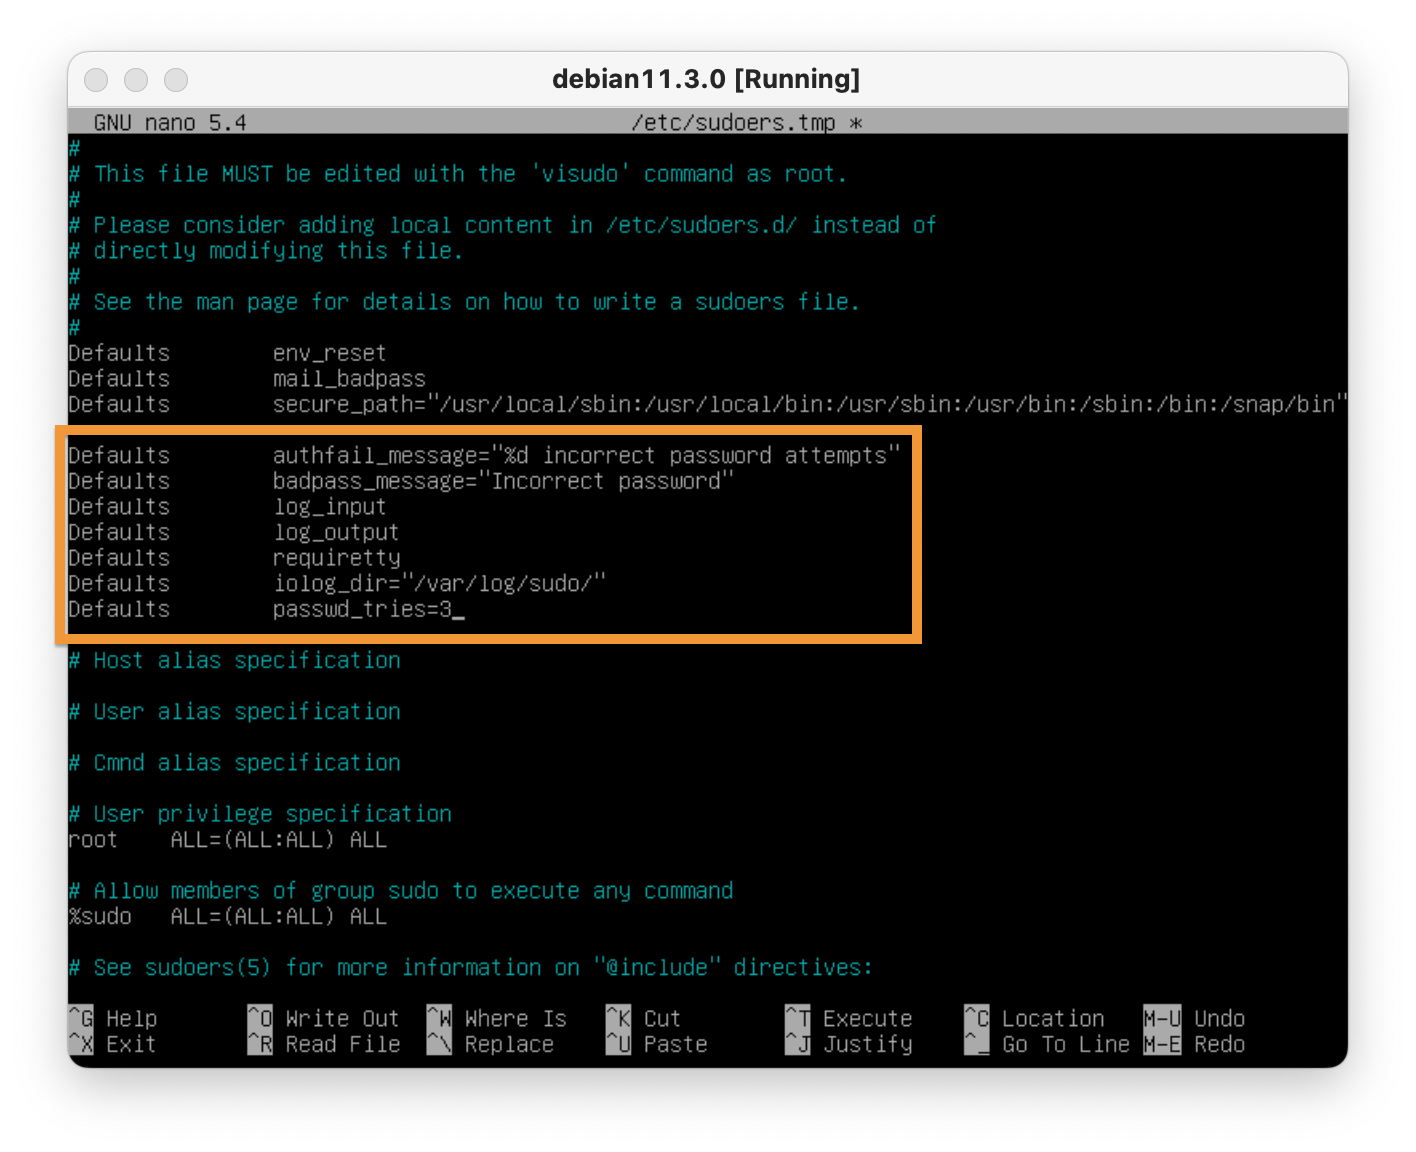 debian11.3.0 [Running]
GNU nano 5.4 /etc/sudoers.tmp *
#
# This file MUST be edited with the 'visudo' command as root.
#
# Please consider adding local content in /etc/sudoers.d/ instead of
# directly modifying this file.
#
# See the man page for details on how to write a sudoers file.
#
Defaults env_reset
Defaults mail_badpass
Defaults secure_path="/usr/local/sbin:/usr/local/bin:/usr/sbin:/usr/bin:/sbin:/bin:/snap/bin"
Defaults authfail_message="%d incorrect password attempts"
Defaults badpass_message="Incorrect password"
Defaults log_input
Defaults log_output
Defaults requiretty
Defaults iolog_dir="/var/log/sudo/"
Defaults passwd_tries=3_
# Host alias specification
# User alias specification
# Cmnd alias specification
# User privilege specification
root ALL=(ALL:ALL) ALL
# Allow members of group sudo to execute any command
%sudo ALL=(ALL:ALL) ALL
# See sudoers(5) for more information on "@include" directives:
^G Help ^O Write Out ^W Where Is ^K Cut ^T Execute ^C Location M-U Undo
^X Exit ^R Read File ^\ Replace ^U Paste ^J Justify ^_ Go To Line M-E Redo